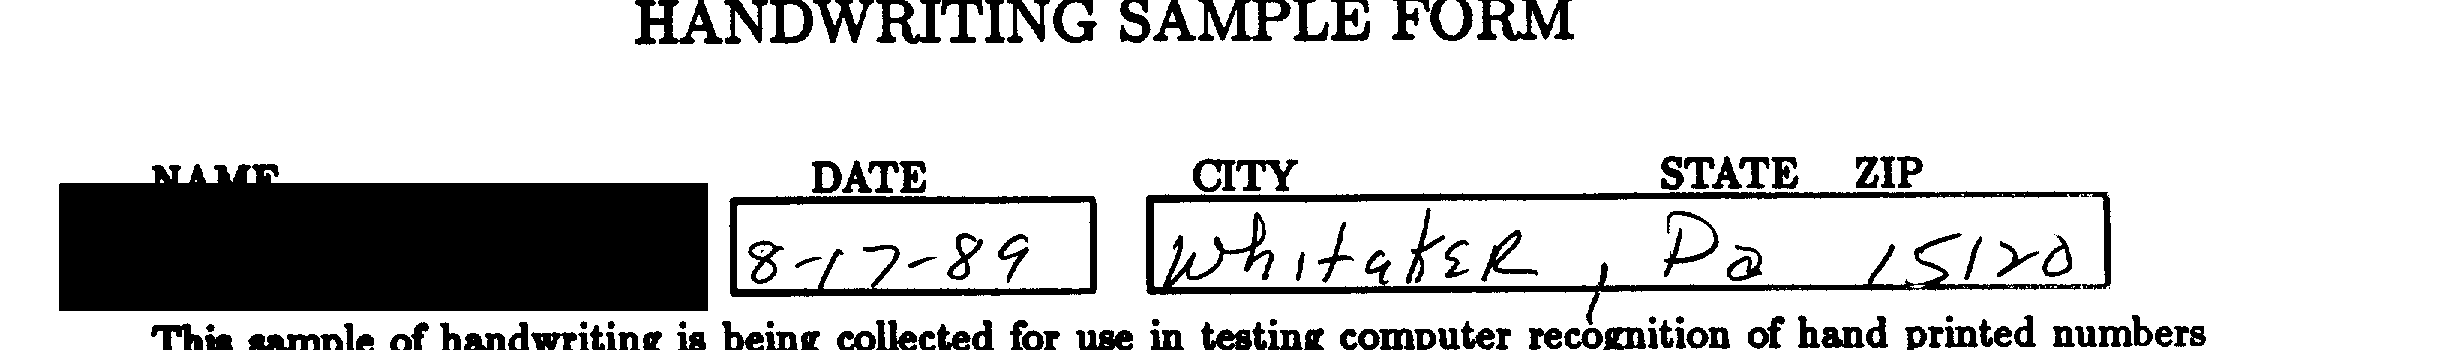 HANDWRITING SAMPLE FORM
NAME DATE CITY STATE ZIP
8-17-89 WhitakER, Pa 15120
This sample of handwriting is being collected for use in testing computer recognition of hand printed numbers